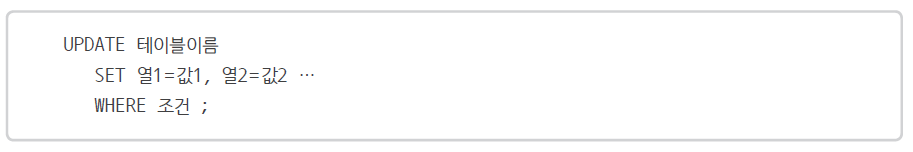 UPDATE 테이블이름
SET 열1=값1, 열2=값2 …
WHERE 조건 ;